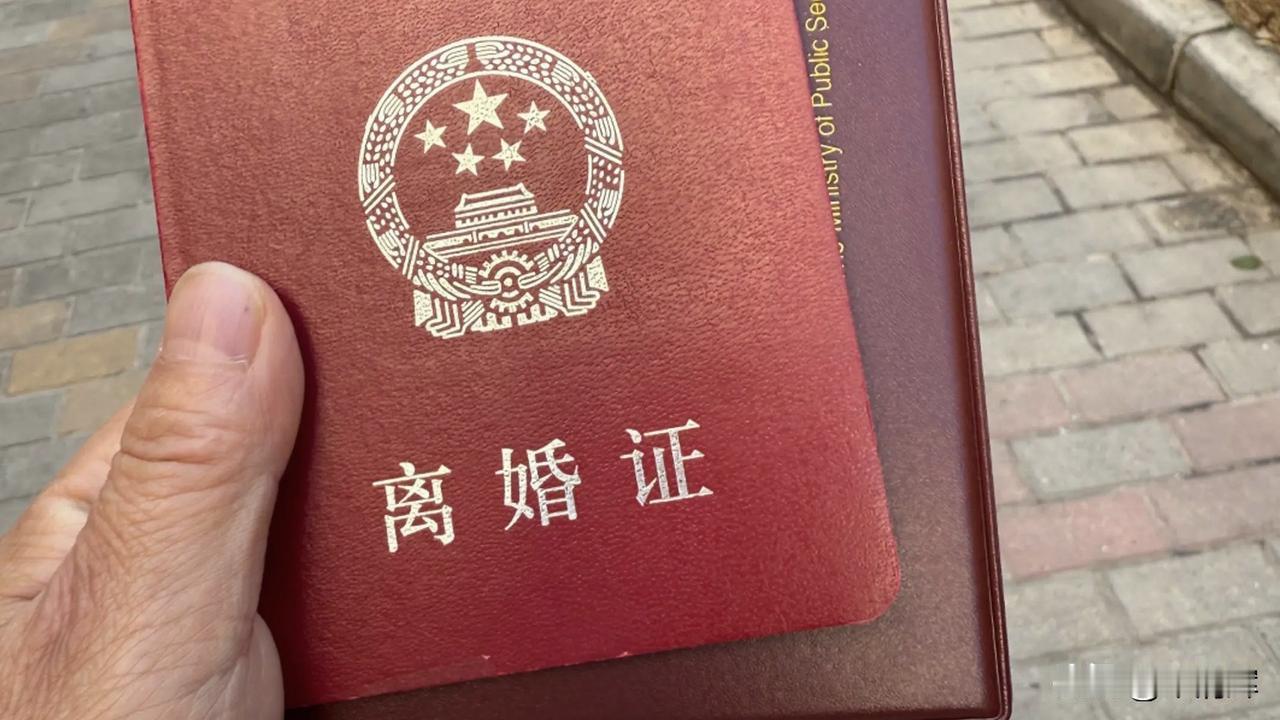 离婚证
Ministry of Public Se